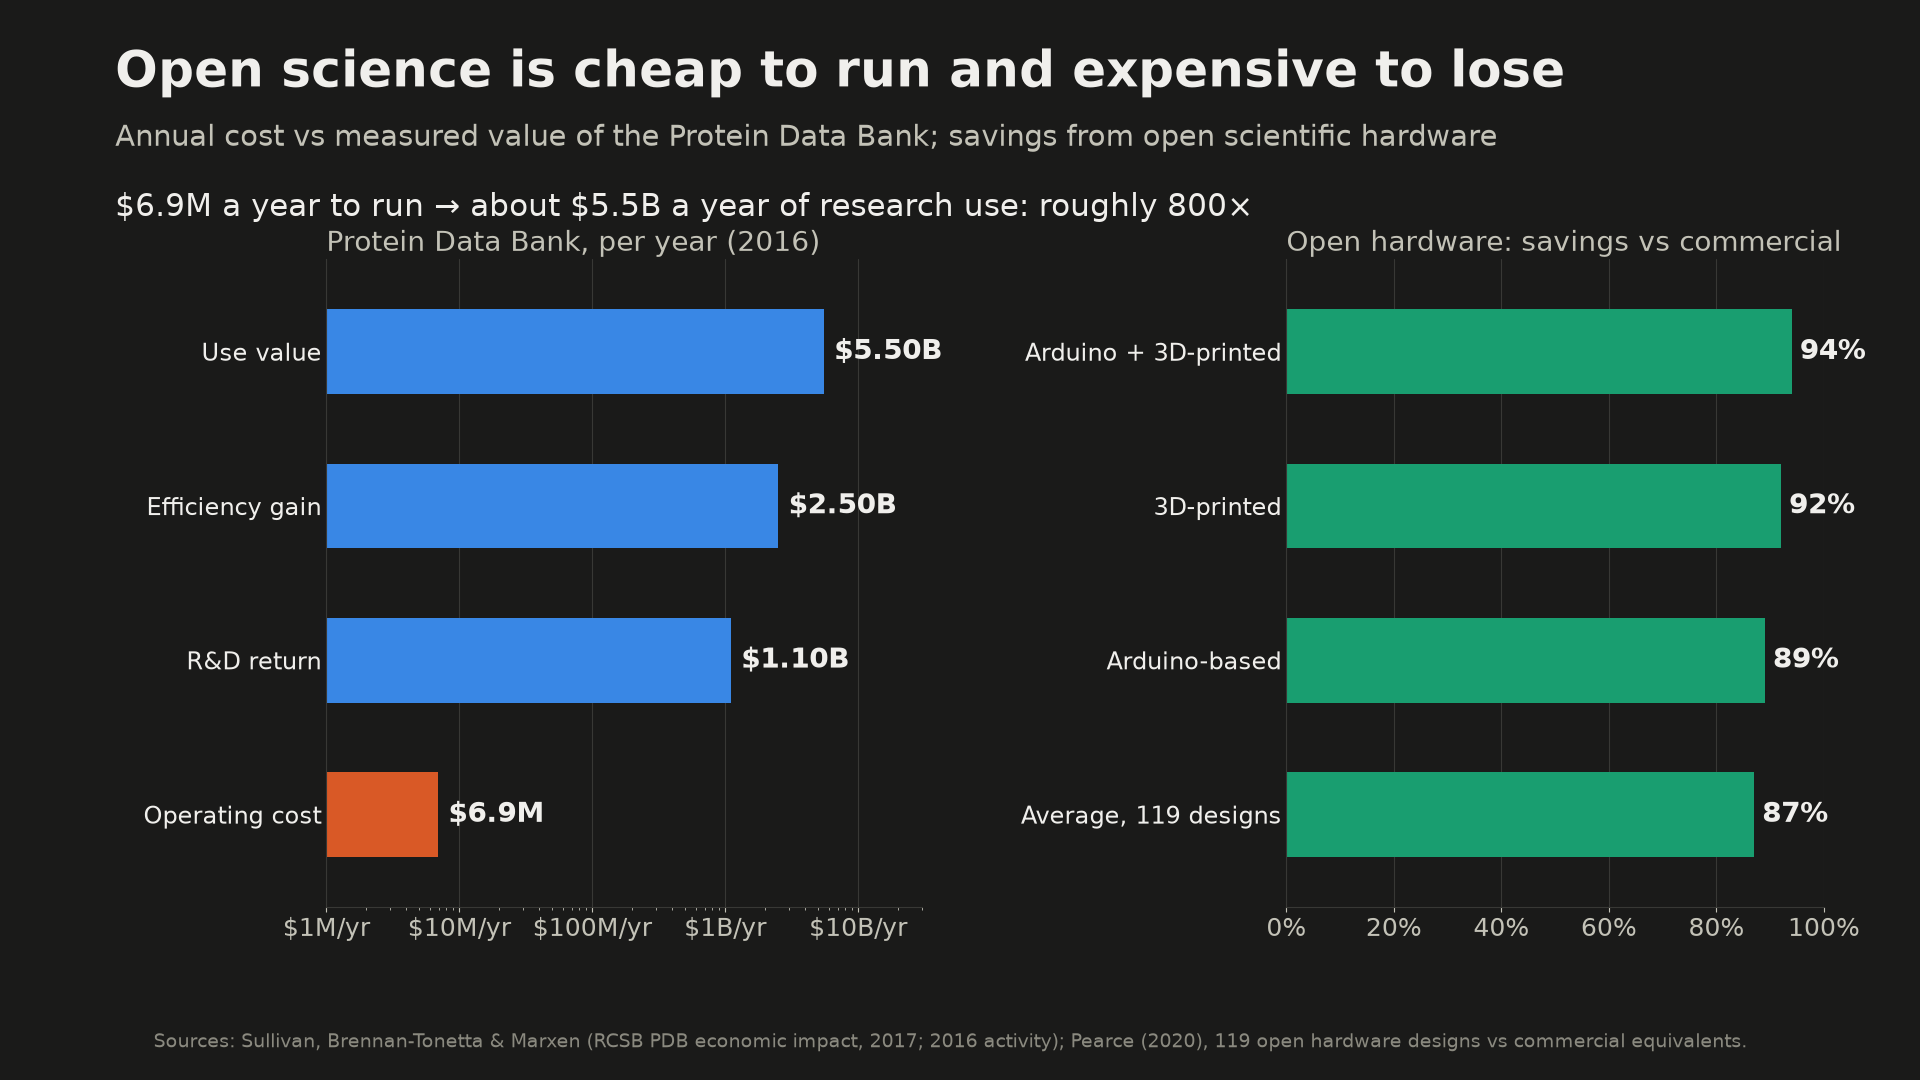 Open science is cheap to run and expensive to lose
Annual cost vs measured value of the Protein Data Bank; savings from open scientific hardware
$6.9M a year to run → about $5.5B a year of research use: roughly 800×
Protein Data Bank, per year (2016)
Use value
$5.50B
Efficiency gain
$2.50B
R&D return
$1.10B
Operating cost
$6.9M
$1M/yr $10M/yr $100M/yr $1B/yr $10B/yr
Open hardware: savings vs commercial
Arduino + 3D-printed
94%
3D-printed
92%
Arduino-based
89%
Average, 119 designs
87%
0% 20% 40% 60% 80% 100%
Sources: Sullivan, Brennan-Tonetta & Marxen (RCSB PDB economic impact, 2017; 2016 activity); Pearce (2020), 119 open hardware designs vs commercial equivalents.